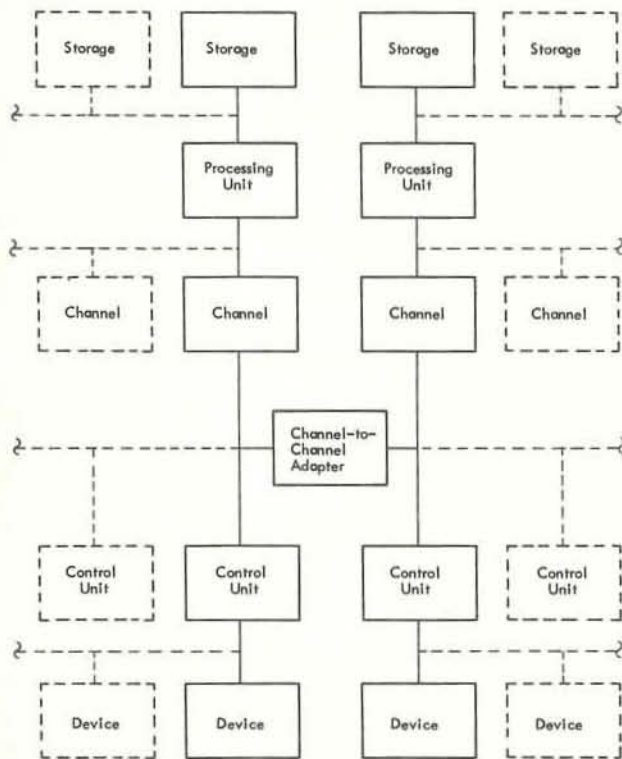 Storage
Storage
Storage
Storage
Processing
Unit
Processing
Unit
Channel
Channel
Channel
Channel
Channel-to-
Channel
Adapter
Control
Unit
Control
Unit
Control
Unit
Control
Unit
Device
Device
Device
Device